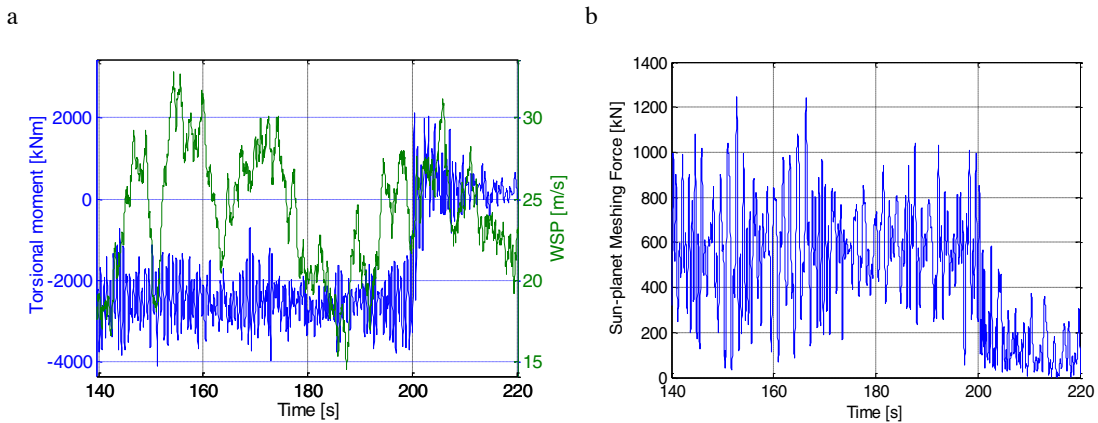 a
2000
0
-2000
-4000
Torsional moment [kNm]
30
25
20
15
WSP [m/s]
140 160 180 200 220
Time [s]
b
1400
1200
1000
800
600
400
200
0
Sun-planet Meshing Force [kN]
140 160 180 200 220
Time [s]